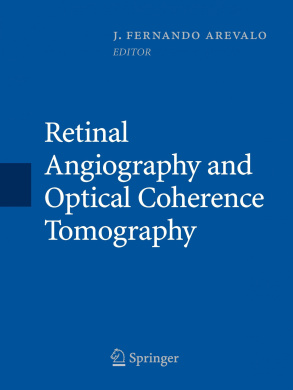 J. FERNANDO AREVALO
EDITOR
Retinal
Angiography and
Optical Coherence
Tomography
Springer